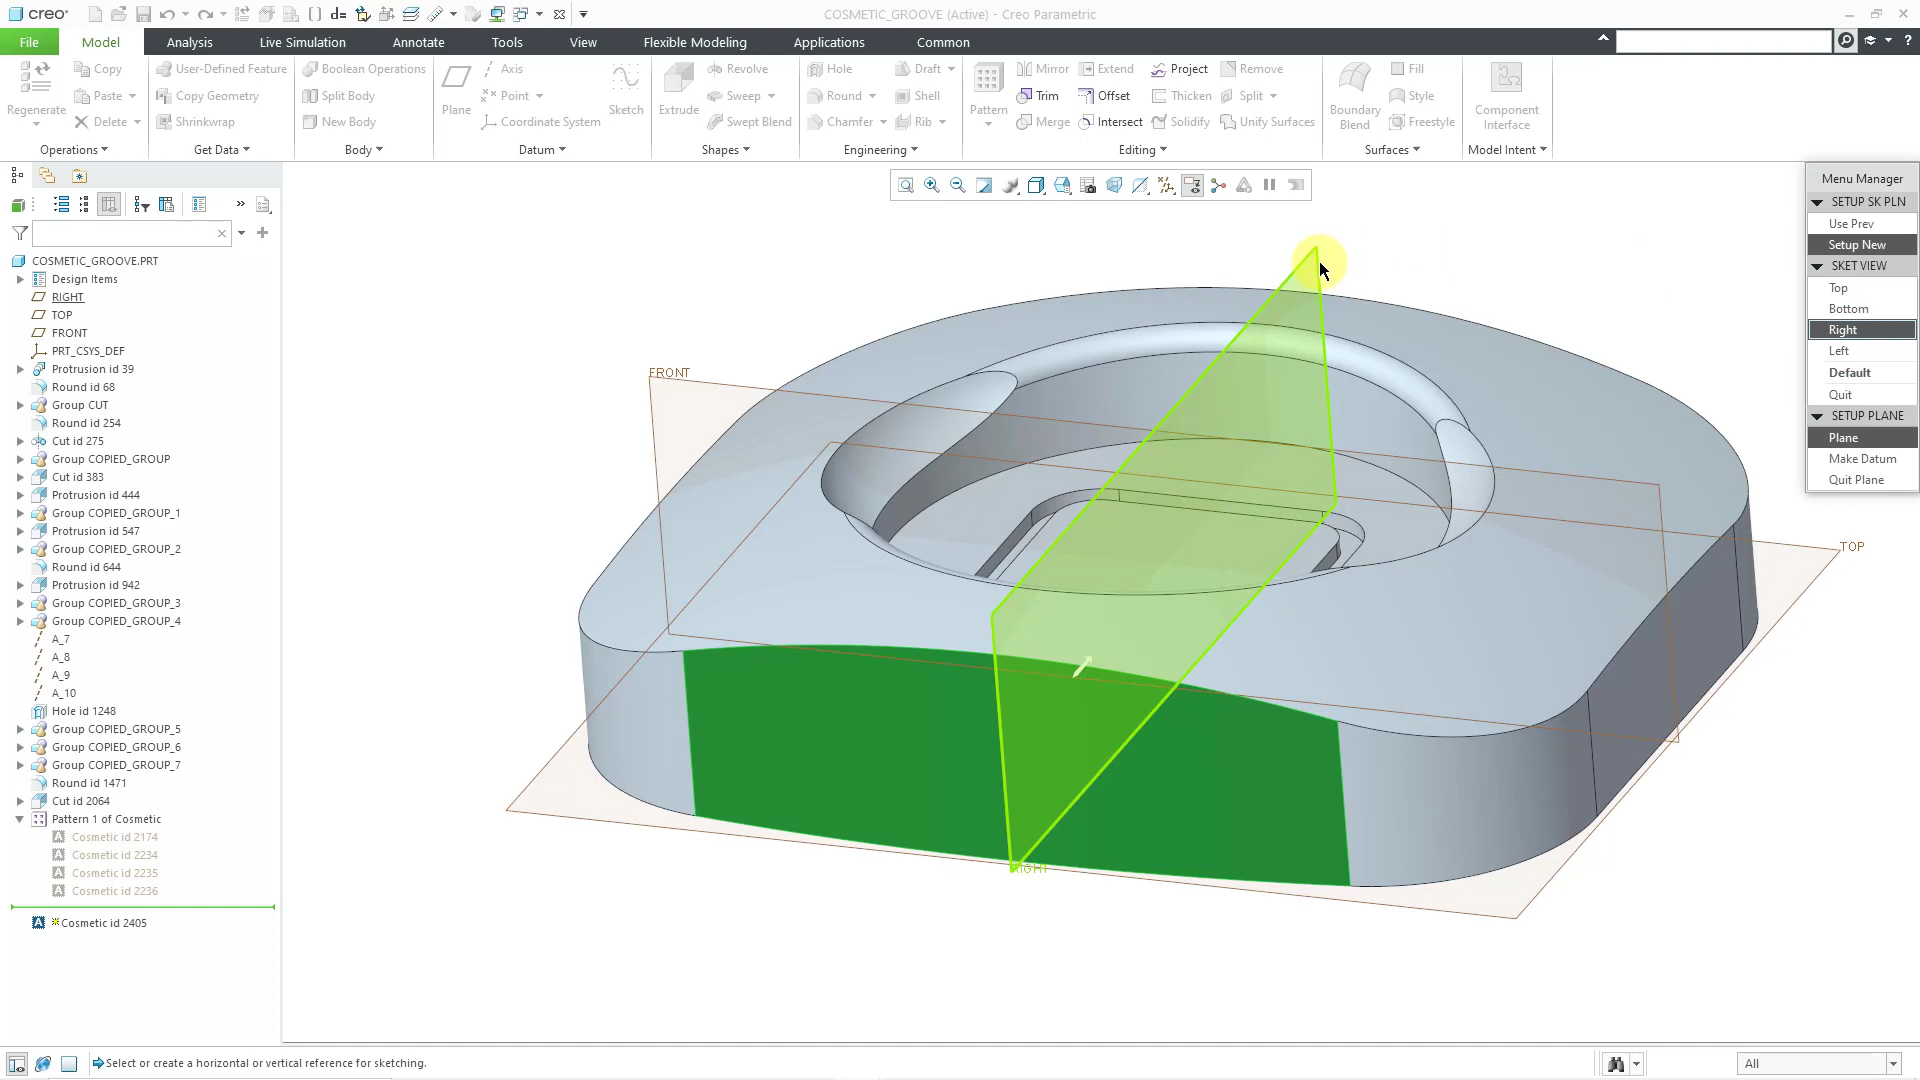 creo
COSMETIC_GROOVE (Active) - Creo Parametric
File
Model
Analysis
Live Simulation
Annotate
Tools
View
Flexible Modeling
Applications
Common
Regenerate
Copy
Paste
Delete
Operations
User-Defined Feature
Copy Geometry
Shrinkwrap
Get Data
Boolean Operations
Split Body
New Body
Body
Plane
Axis
Point
Coordinate System
Sketch
Datum
Extrude
Revolve
Sweep
Swept Blend
Shapes
Hole
Round
Chamfer
Draft
Shell
Rib
Engineering
Pattern
Mirror
Trim
Merge
Extend
Offset
Intersect
Project
Thicken
Solidify
Remove
Split
Unify Surfaces
Editing
Boundary Blend
Fill
Style
Freestyle
Surfaces
Component Interface
Model Intent
COSMETIC_GROOVE.PRT
Design Items
RIGHT
TOP
FRONT
PRT_CSYS_DEF
Protrusion id 39
Round id 68
Group CUT
Round id 254
Cut id 275
Group COPIED_GROUP
Cut id 383
Protrusion id 444
Group COPIED_GROUP_1
Protrusion id 547
Group COPIED_GROUP_2
Round id 644
Protrusion id 942
Group COPIED_GROUP_3
Group COPIED_GROUP_4
A_7
A_8
A_9
A_10
Hole id 1248
Group COPIED_GROUP_5
Group COPIED_GROUP_6
Group COPIED_GROUP_7
Round id 1471
Cut id 2064
Pattern 1 of Cosmetic
Cosmetic id 2174
Cosmetic id 2234
Cosmetic id 2235
Cosmetic id 2236
Cosmetic id 2405
FRONT
TOP
RIGHT
Menu Manager
SETUP SK PLN
Use Prev
Setup New
SKET VIEW
Top
Bottom
Right
Left
Default
Quit
SETUP PLANE
Plane
Make Datum
Quit Plane
Select or create a horizontal or vertical reference for sketching.
All